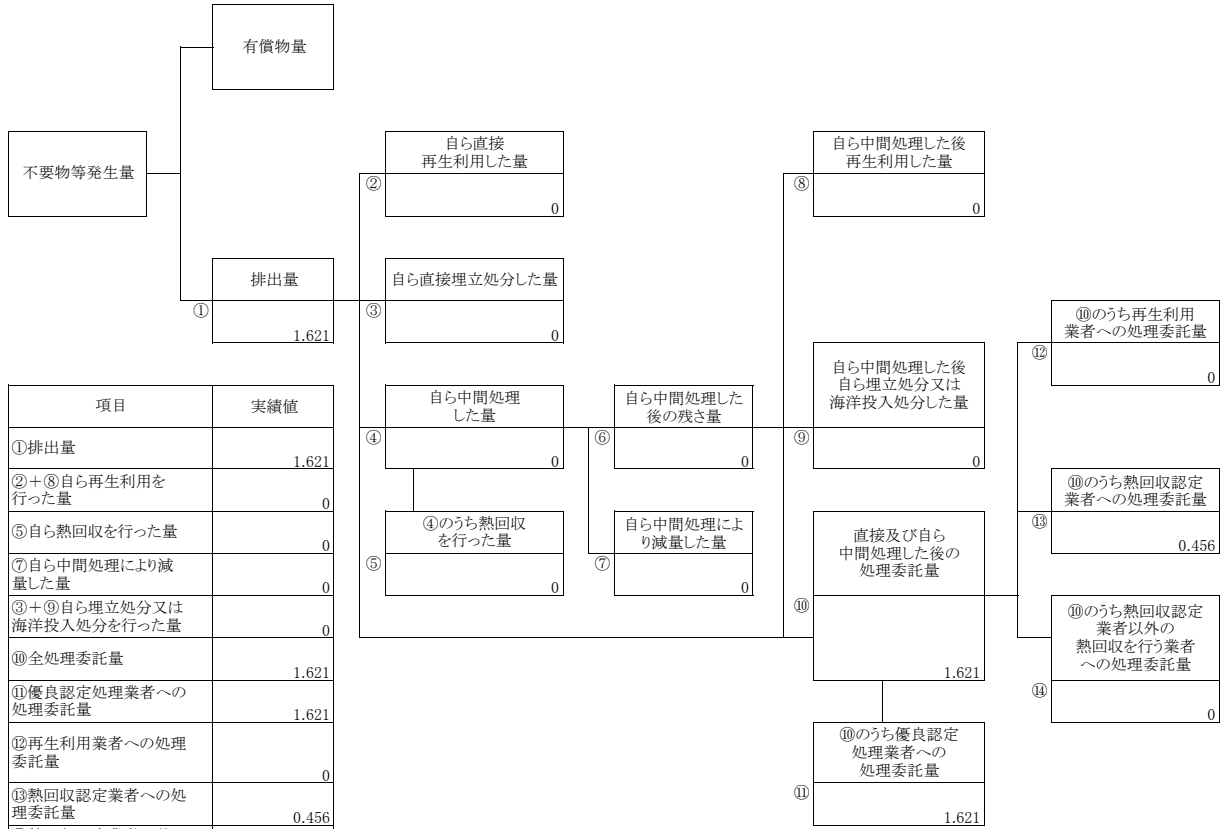 有償物量
不要物等発生量
自ら直接
再生利用した量
②
0
自ら中間処理した後
再生利用した量
⑧
0
排出量
①
1.621
自ら直接埋立処分した量
③
0
⑩のうち再生利用
業者への処理委託量
⑫
0
自ら中間処理
した量
④
0
自ら中間処理した
後の残さ量
⑥
0
自ら中間処理した後
自ら埋立処分又は
海洋投入処分した量
⑨
0
⑩のうち熱回収認定
業者への処理委託量
⑬
0.456
④のうち熱回収
を行った量
⑤
0
自ら中間処理によ
り減量した量
⑦
0
直接及び自ら
中間処理した後の
処理委託量
⑩
1.621
⑩のうち熱回収認定
業者以外の
熱回収を行う業者
への処理委託量
⑭
0
⑩のうち優良認定
処理業者への
処理委託量
⑪
1.621
項目
実績値
①排出量
1.621
②＋⑧自ら再生利用を
行った量
0
⑤自ら熱回収を行った量
0
⑦自ら中間処理により減
量した量
0
③＋⑨自ら埋立処分又は
海洋投入処分を行った量
0
⑩全処理委託量
1.621
⑪優良認定処理業者への
処理委託量
1.621
⑫再生利用業者への処理
委託量
0
⑬熱回収認定業者への処
理委託量
0.456